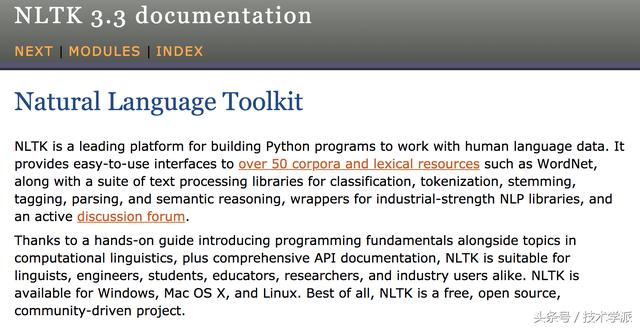 NLTK 3.3 documentation
NEXT | MODULES | INDEX
Natural Language Toolkit
NLTK is a leading platform for building Python programs to work with human language data. It
provides easy-to-use interfaces to over 50 corpora and lexical resources such as WordNet,
along with a suite of text processing libraries for classification, tokenization, stemming,
tagging, parsing, and semantic reasoning, wrappers for industrial-strength NLP libraries, and
an active discussion forum.
Thanks to a hands-on guide introducing programming fundamentals alongside topics in
computational linguistics, plus comprehensive API documentation, NLTK is suitable for
linguists, engineers, students, educators, researchers, and industry users alike. NLTK is
available for Windows, Mac OS X, and Linux. Best of all, NLTK is a free, open source,
community-driven project.
头条号 / 技术学派